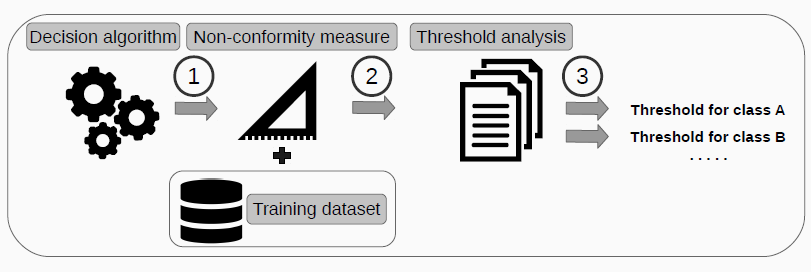 Decision algorithm
Non-conformity measure
Threshold analysis
1
2
3
Threshold for class A
Threshold for class B
. . . . .
Training dataset